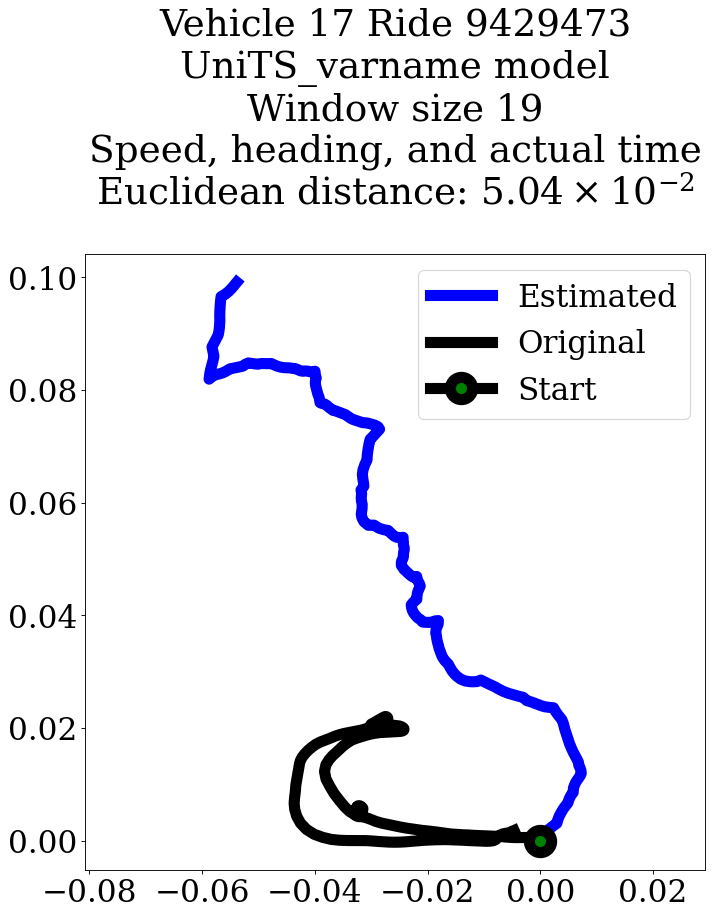 Vehicle 17 Ride 9429473
UniTS_varname model
Window size 19
Speed, heading, and actual time
Euclidean distance: 5.04 × 10⁻²
Estimated
Original
Start
0.10
0.08
0.06
0.04
0.02
0.00
−0.08 −0.06 −0.04 −0.02 0.00 0.02